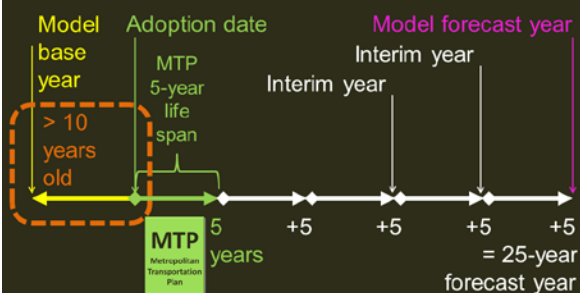 Model base year
Adoption date
Model forecast year
MTP
5-year
life
span
Interim year
Interim year
> 10
years
old
MTP
Metropolitan
Transportation
Plan
5
years
+5
+5
+5
+5
= 25-year
forecast year